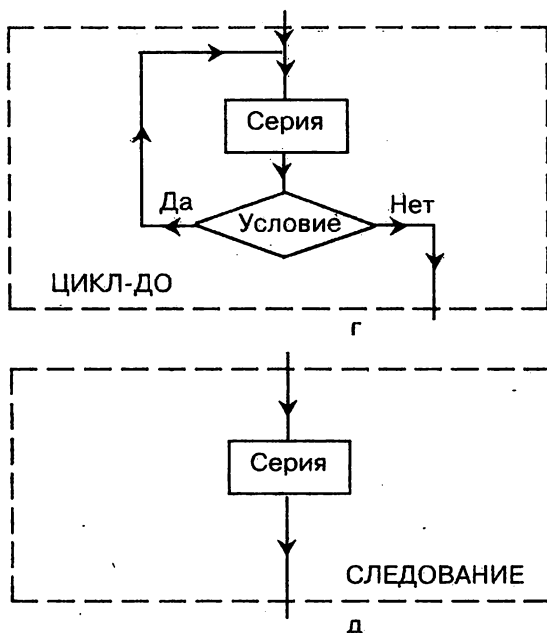 Серия
Да
Условие
Нет
ЦИКЛ-ДО
г
Серия
СЛЕДОВАНИЕ
д